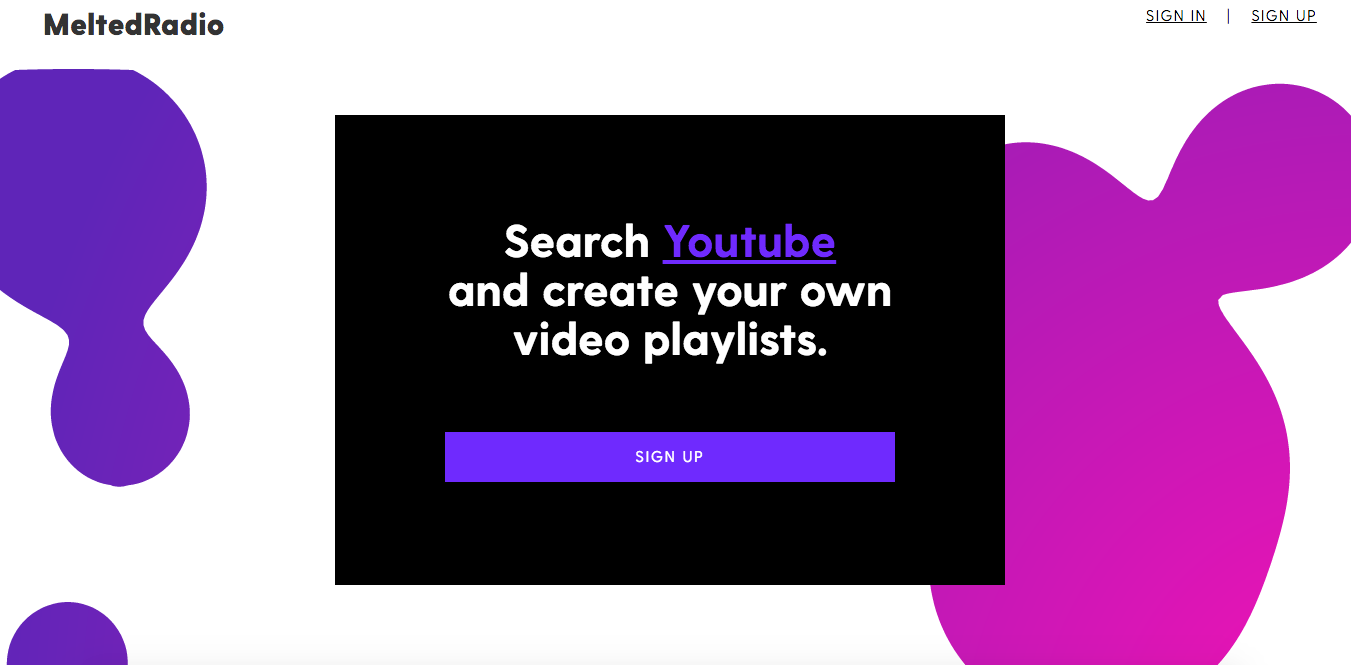 MeltedRadio
SIGN IN | SIGN UP
Search Youtube
and create your own
video playlists.
SIGN UP